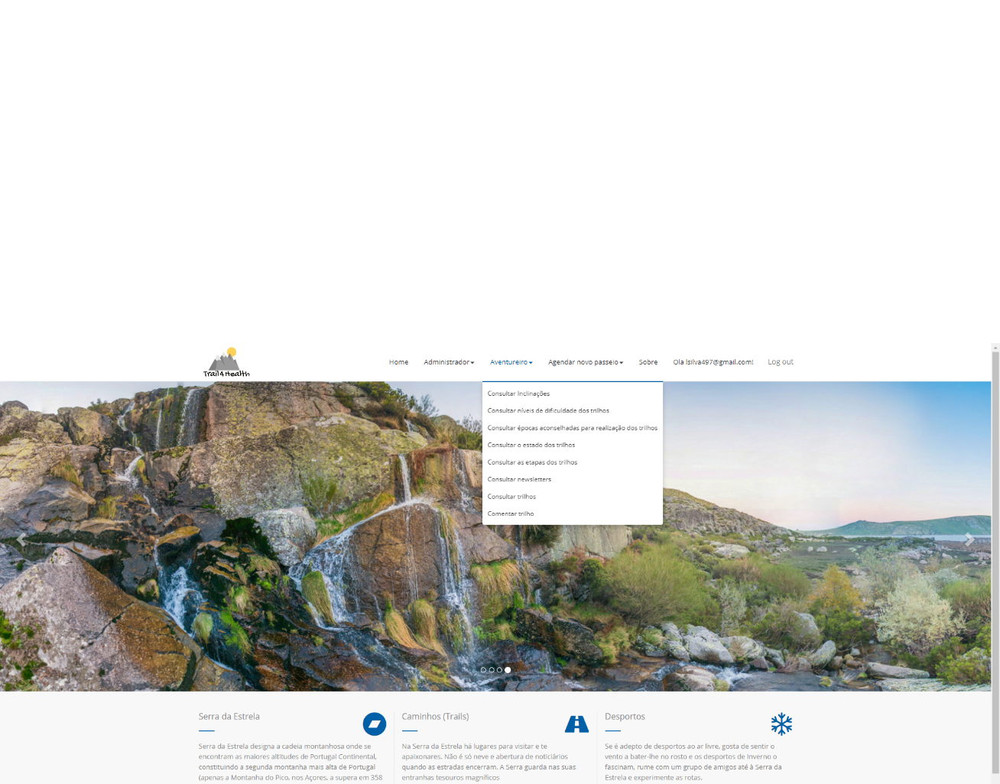 Trail4Health
Home Administrador Aventureiro Agendar novo passeio Sobre Ola lsilva497@gmail.com! Log out
Consultar Inclinações
Consultar níveis de dificuldade dos trilhos
Consultar épocas aconselhadas para realização dos trilhos
Consultar o estado dos trilhos
Consultar as etapas dos trilhos
Consultar newsletters
Consultar trilhos
Comentar trilho
Serra da Estrela
Serra da Estrela designa a cadeia montanhosa onde se
encontram as maiores altitudes de Portugal Continental,
constituindo a segunda montanha mais alta de Portugal
(apenas a Montanha do Pico, nos Açores, a supera em 358
Caminhos (Trails)
Na Serra da Estrela há lugares para visitar e te
apaixonares. Não é só neve e abertura de noticiários
quando as estradas encerram. A Serra guarda nas suas
entranhas tesouros magníficos
Desportos
Se é adepto de desportos ao ar livre, gosta de sentir o
vento a bater-lhe no rosto e os desportos de Inverno o
fascinam, rume com um grupo de amigos até à Serra da
Estrela e experimente as rotas.